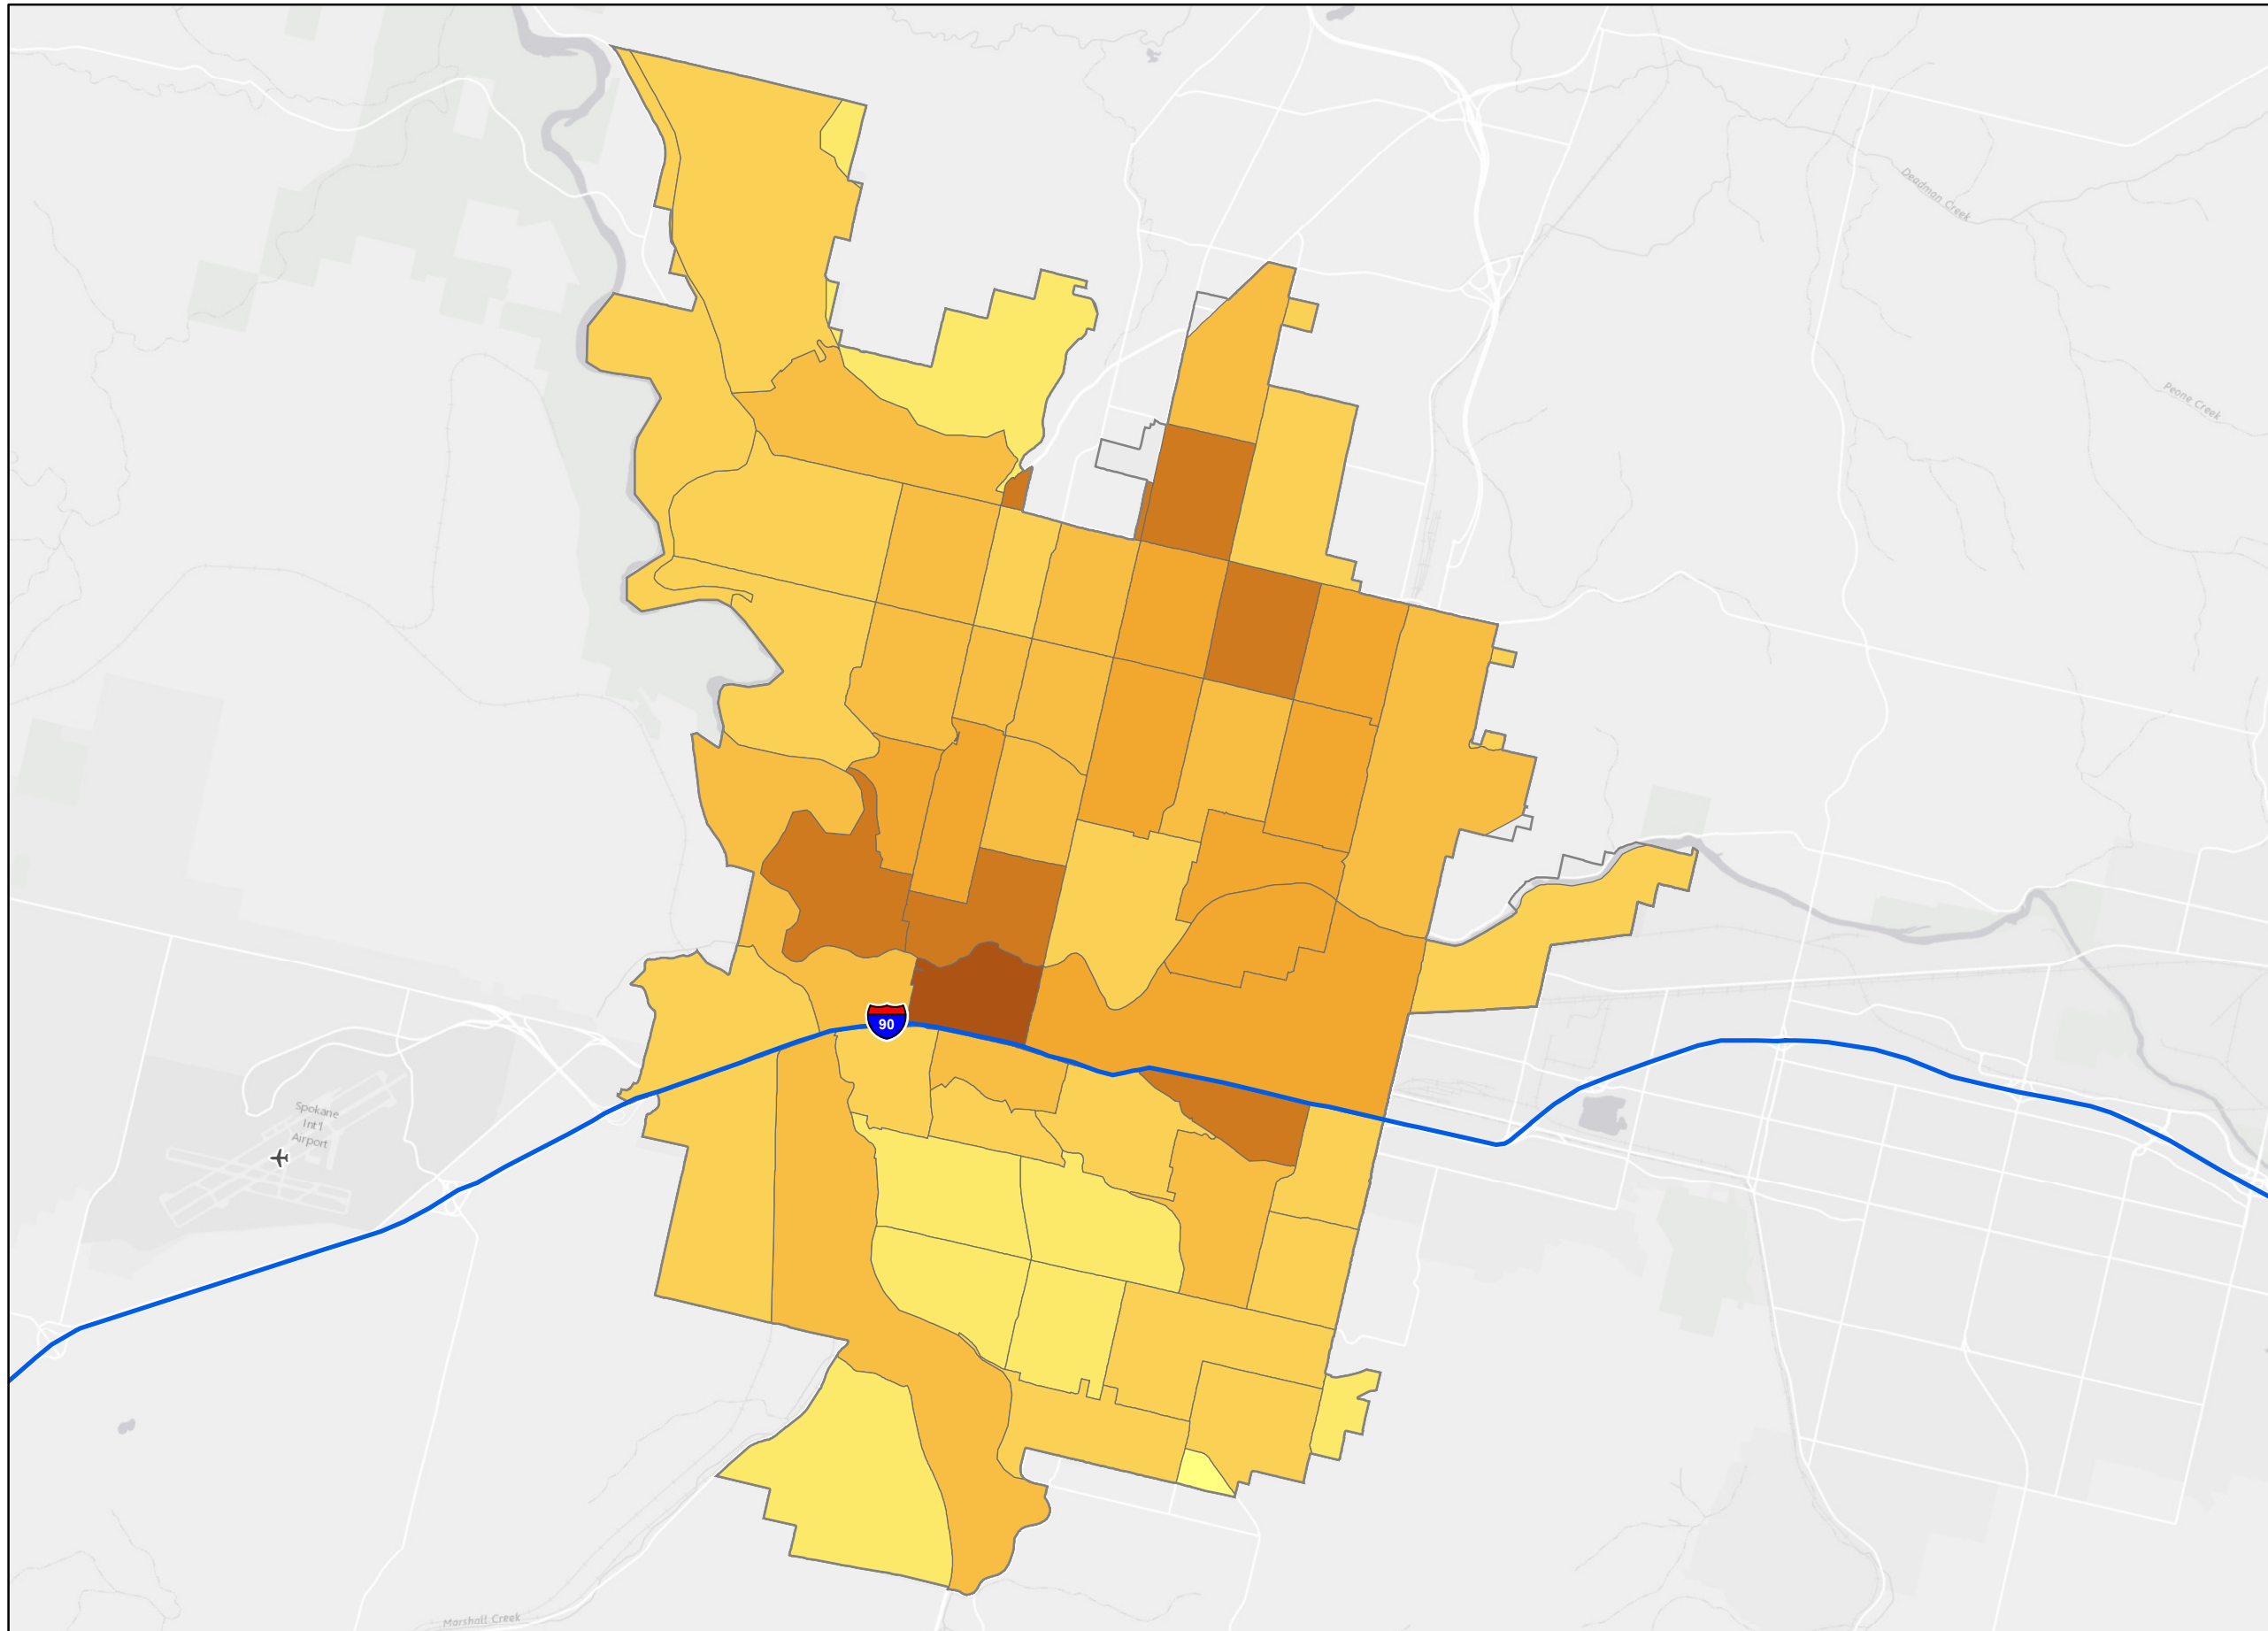 Deadman Creek
Peone Creek
90
Spokane
Int'l
Airport
Marshall Creek